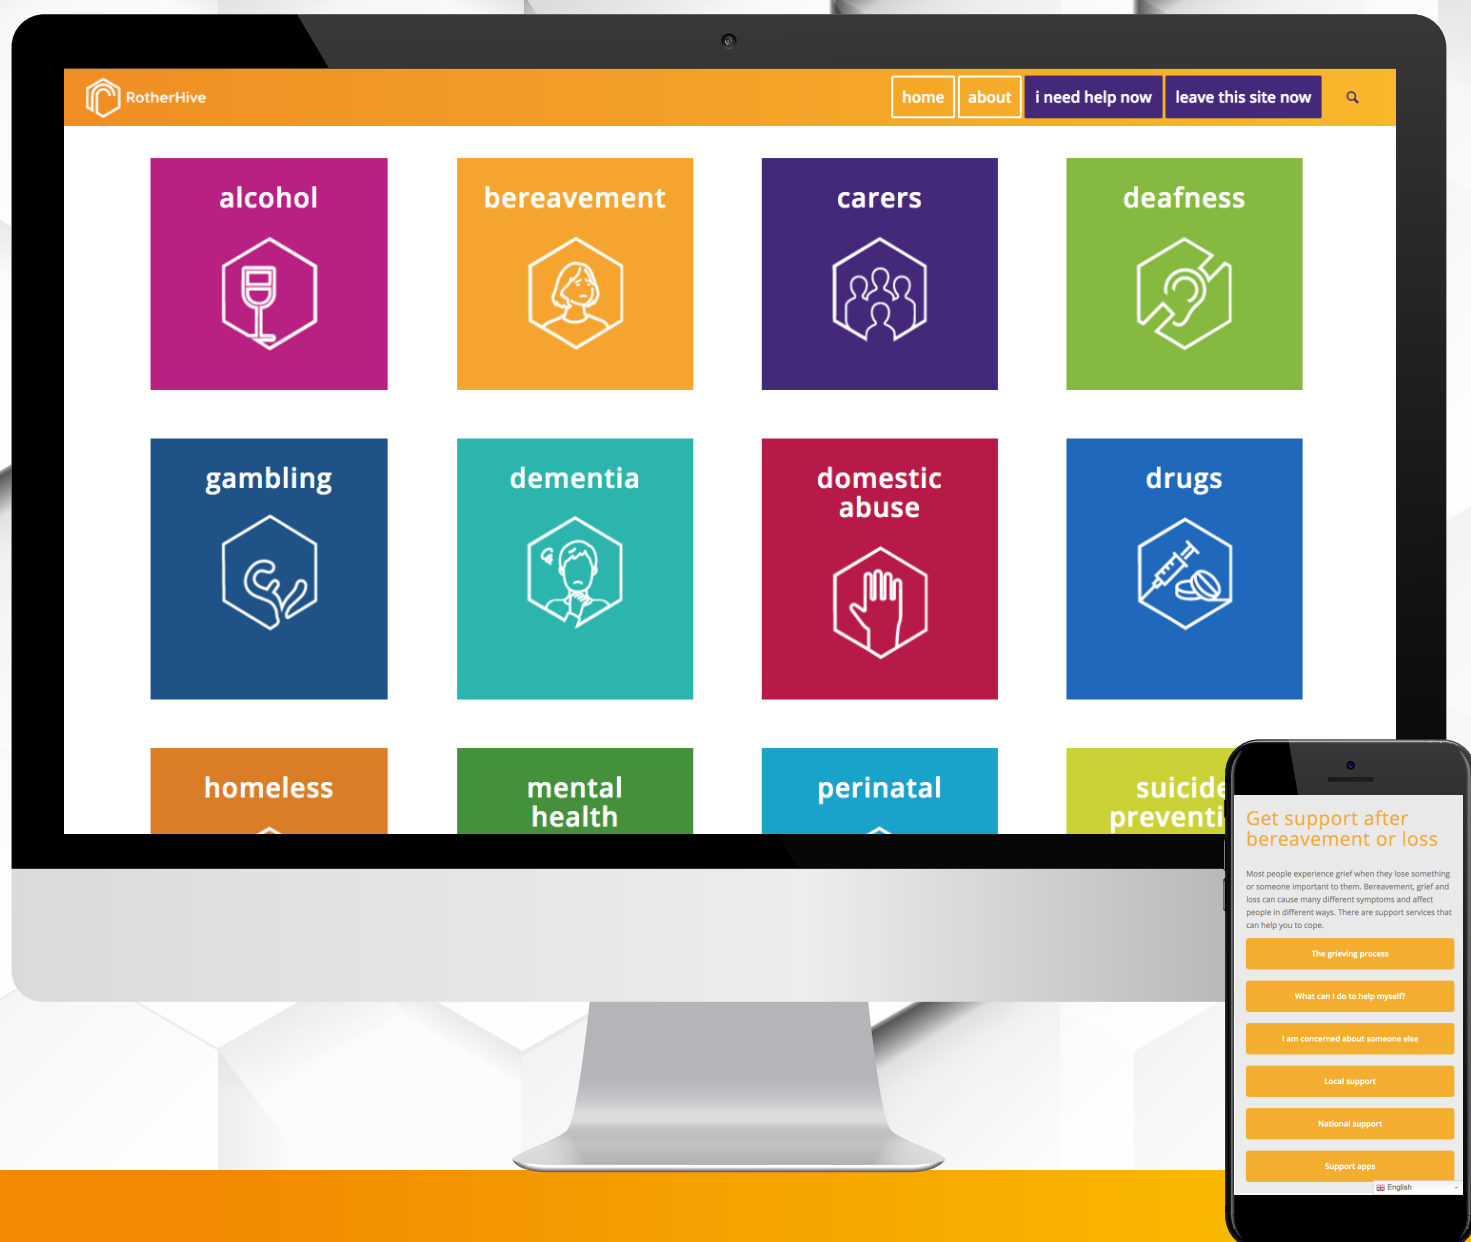 RotherHive
home about i need help now leave this site now
alcohol bereavement carers deafness
gambling dementia domestic drugs
abuse
homeless mental perinatal suicide
health preventi
Get support after
bereavement or loss
Most people experience grief when they lose something
or someone important to them. Bereavement, grief and
loss can cause many different symptoms and affect
people in different ways. There are support services that
can help you to cope.
The grieving process
What can I do to help myself?
I am concerned about someone else
Local support
National support
Support apps
English